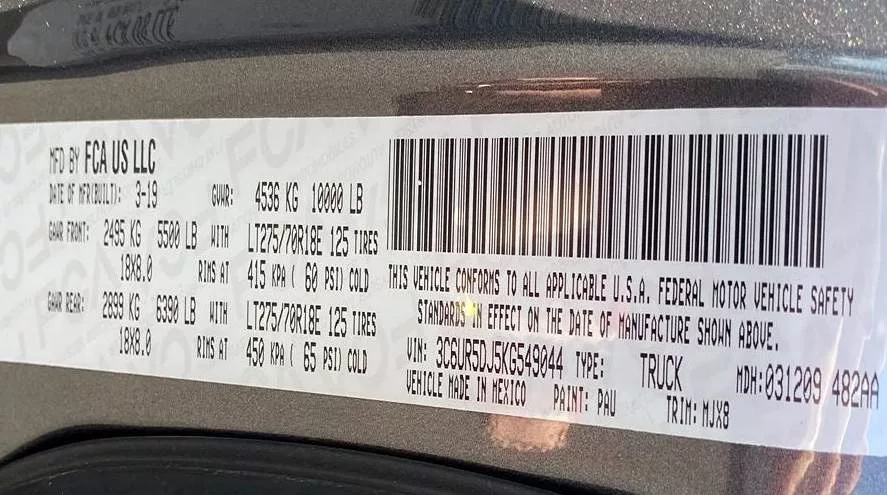 MFD BY FCA US LLC
DATE OF MFR(BUILT): 3-19 GVWR: 4536 KG 10000 LB
GAWR FRONT: 2495 KG 5500 LB WITH LT275/70R18E 125 TIRES
18X8.0 RIMS AT 415 KPA ( 60 PSI) COLD
GAWR REAR: 2899 KG 6390 LB WITH LT275/70R18E 125 TIRES
18X8.0 RIMS AT 450 KPA ( 65 PSI) COLD
THIS VEHICLE CONFORMS TO ALL APPLICABLE U.S.A. FEDERAL MOTOR VEHICLE SAFETY
STANDARDS IN EFFECT ON THE DATE OF MANUFACTURE SHOWN ABOVE.
VIN: 3C6UR5DJ5KG549044 TYPE: TRUCK MDH:031209 482AA
VEHICLE MADE IN MEXICO PAINT: PAU TRIM: MJX8